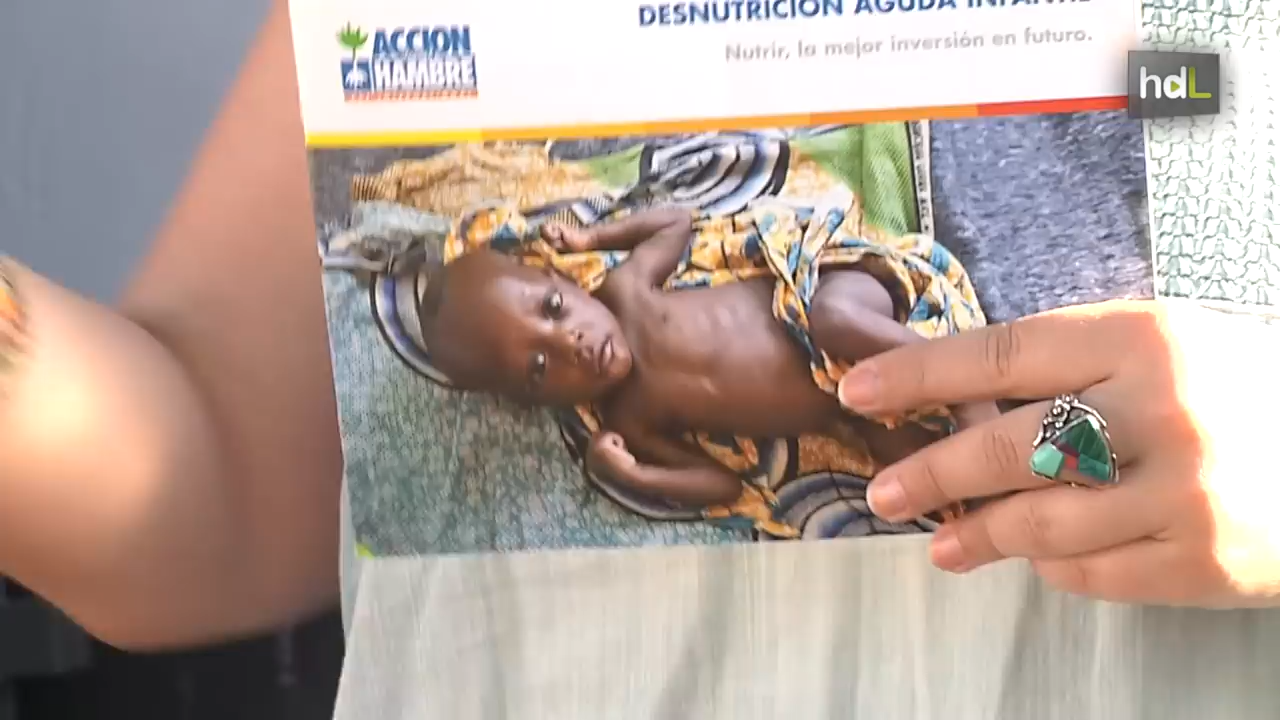 DESNUTRICIÓN AGUDA INFANTIL
Nutrir, la mejor inversión en futuro.
ACCION
HAMBRE
hdL